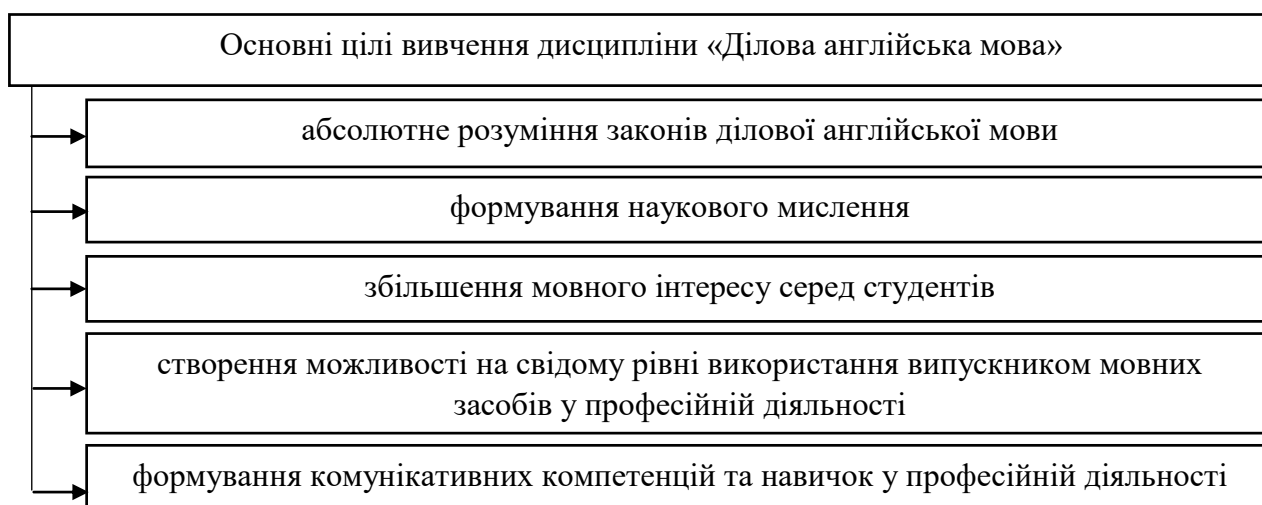 Основні цілі вивчення дисципліни «Ділова англійська мова»
абсолютне розуміння законів ділової англійської мови
формування наукового мислення
збільшення мовного інтересу серед студентів
створення можливості на свідому рівні використання випускником мовних
засобів у професійній діяльності
формування комунікативних компетенцій та навичок у професійній діяльності